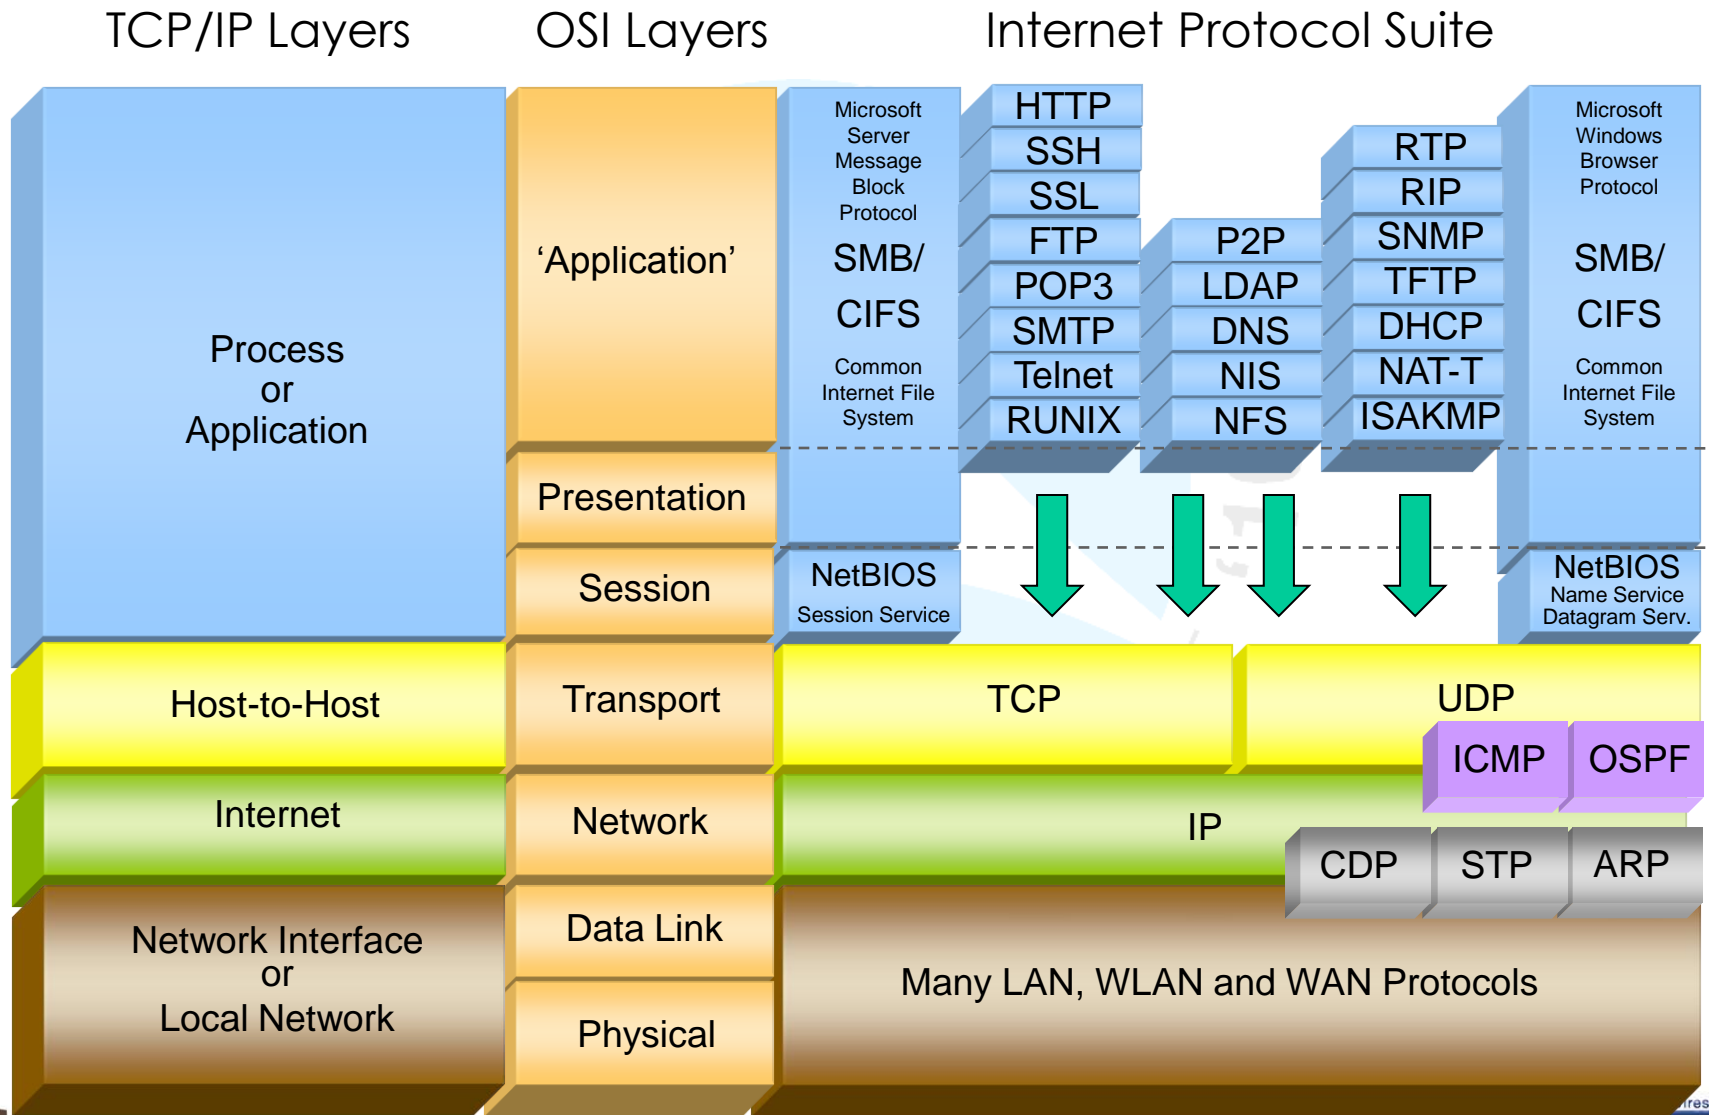 TCP/IP Layers
OSI Layers
Internet Protocol Suite
Process
or
Application
Host-to-Host
Internet
Network Interface
or
Local Network
'Application'
Presentation
Session
Transport
Network
Data Link
Physical
Microsoft
Server
Message
Block
Protocol
SMB/
CIFS
Common
Internet File
System
NetBIOS
Session Service
HTTP
SSH
SSL
FTP
POP3
SMTP
Telnet
RUNIX
P2P
LDAP
DNS
NIS
NFS
RTP
RIP
SNMP
TFTP
DHCP
NAT-T
ISAKMP
Microsoft
Windows
Browser
Protocol
SMB/
CIFS
Common
Internet File
System
NetBIOS
Name Service
Datagram Serv.
TCP
UDP
ICMP
OSPF
IP
CDP
STP
ARP
Many LAN, WLAN and WAN Protocols